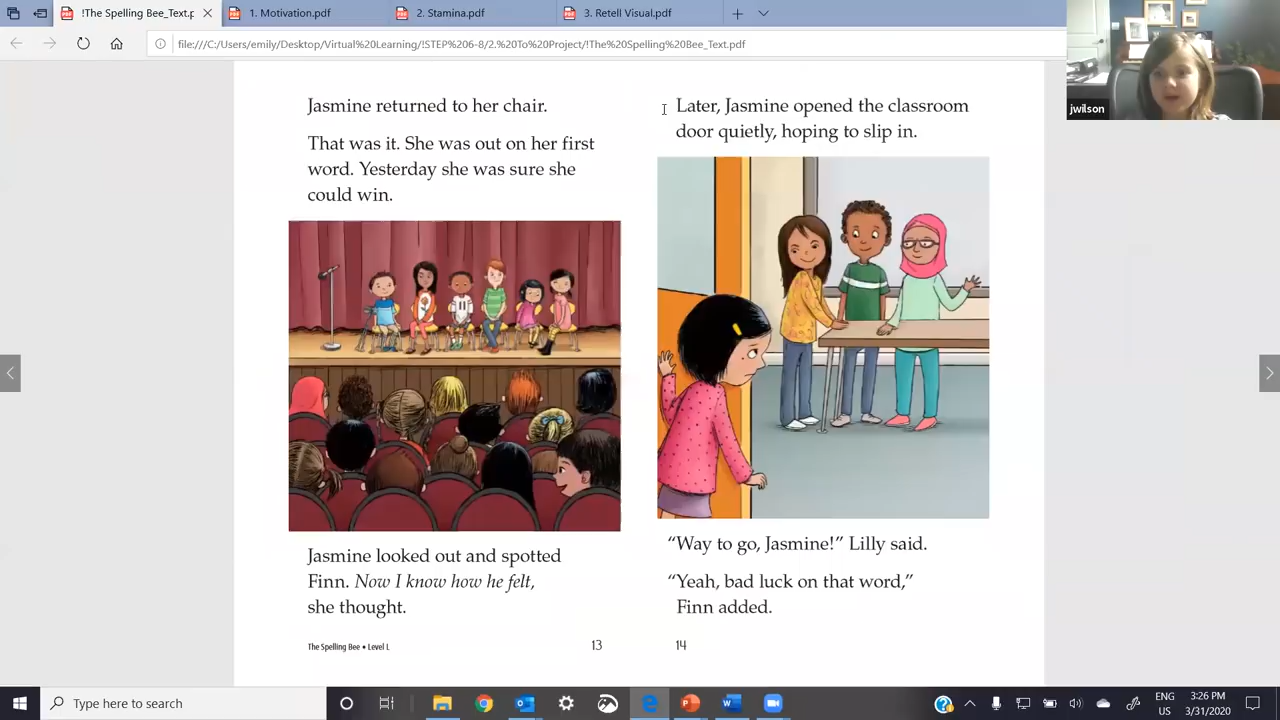 !The Spelling Bee_Text.p
1. Motivation.pdf
2. Stamina.pdf
3. Retell Visual.pdf
file:///C:/Users/emily/Desktop/Virtual%20Learning/STEP%206-8/2.%20To%20Project/!The%20Spelling%20Bee_Text.pdf
jwilson
Jasmine returned to her chair.
That was it. She was out on her first
word. Yesterday she was sure she
could win.
Jasmine looked out and spotted
Finn. Now I know how he felt,
she thought.
The Spelling Bee • Level L
13
Later, Jasmine opened the classroom
door quietly, hoping to slip in.
“Way to go, Jasmine!” Lilly said.
“Yeah, bad luck on that word,”
Finn added.
14
Type here to search
ENG
US
3:26 PM
3/31/2020